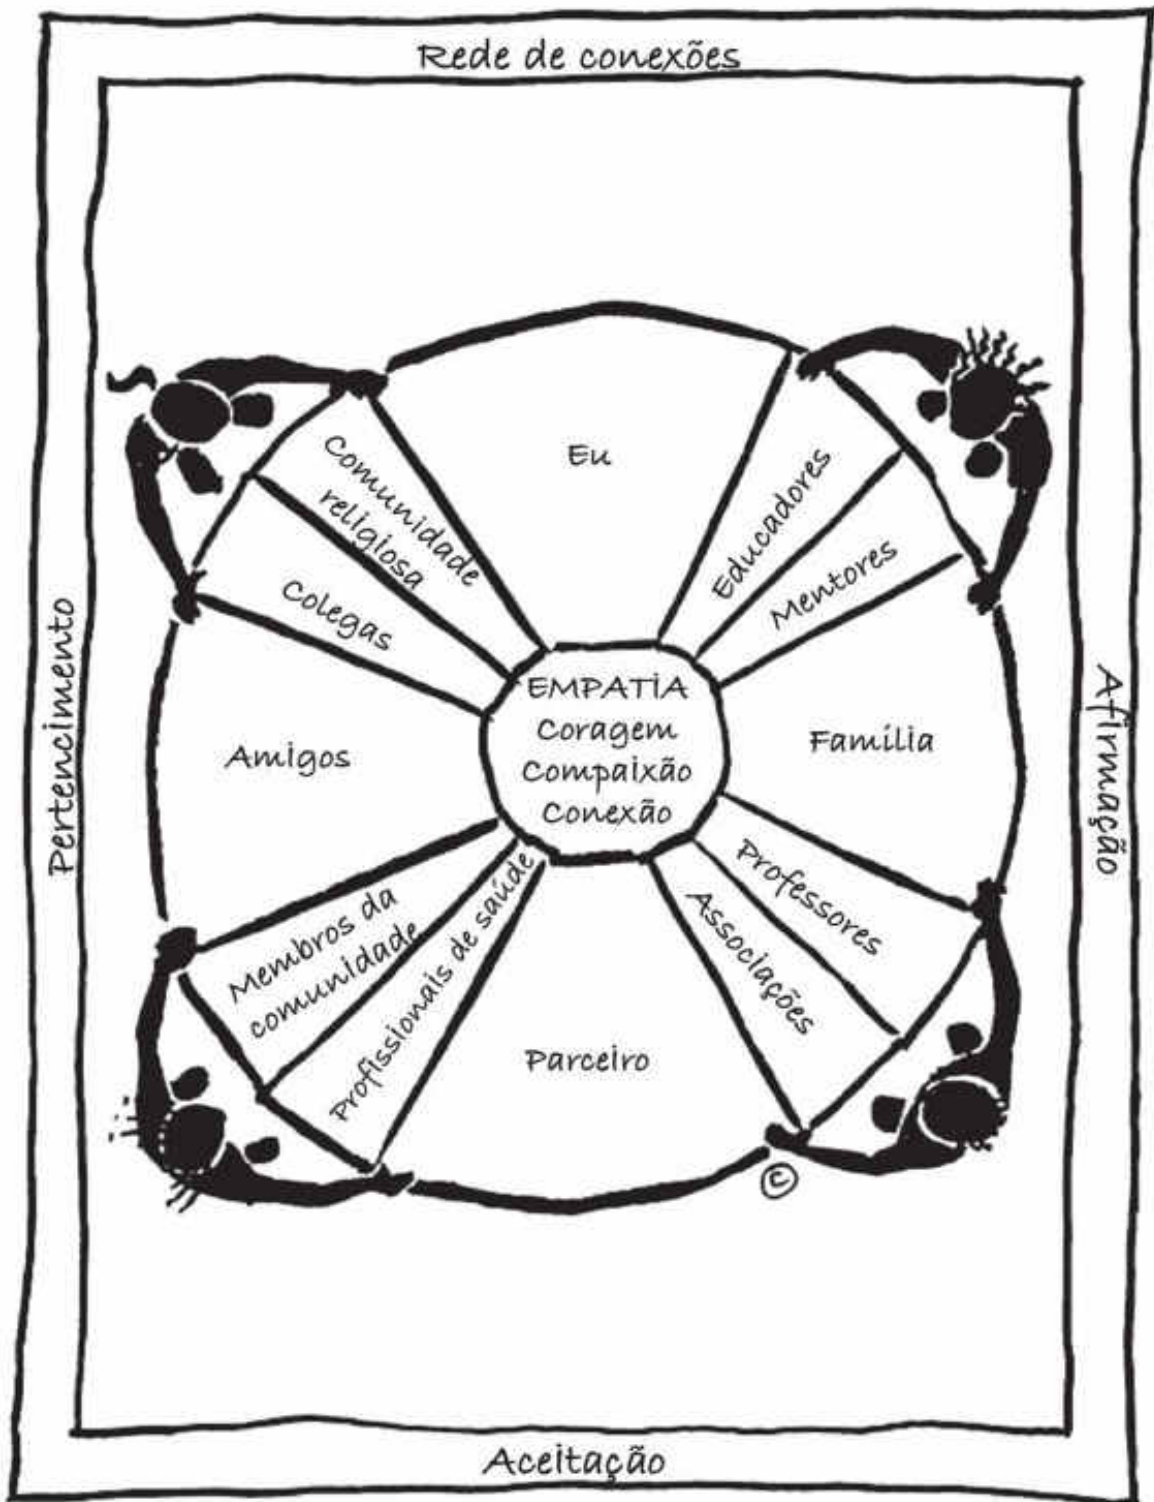 Rede de conexões
Eu
Comunidade
religiosa
Colegas
Educadores
Mentores
Pertencimento
Amigos
EMPATIA
Coragem
Compaixão
Conexão
Família
Afirmação
Membros da
comunidade
Profissionais de saúde
Parceiro
Associações
Professores
©
Aceitação